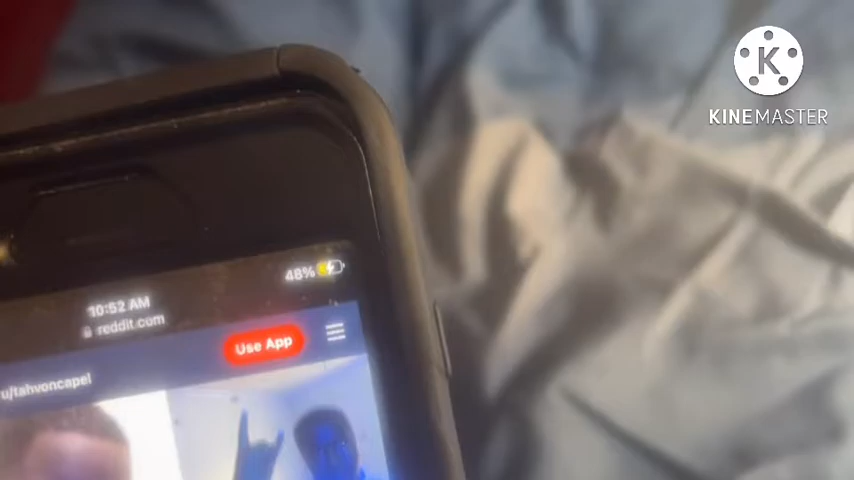 K
KINEMASTER
48%
10:52 AM
reddit.com
Use App
u/tahvoncapel